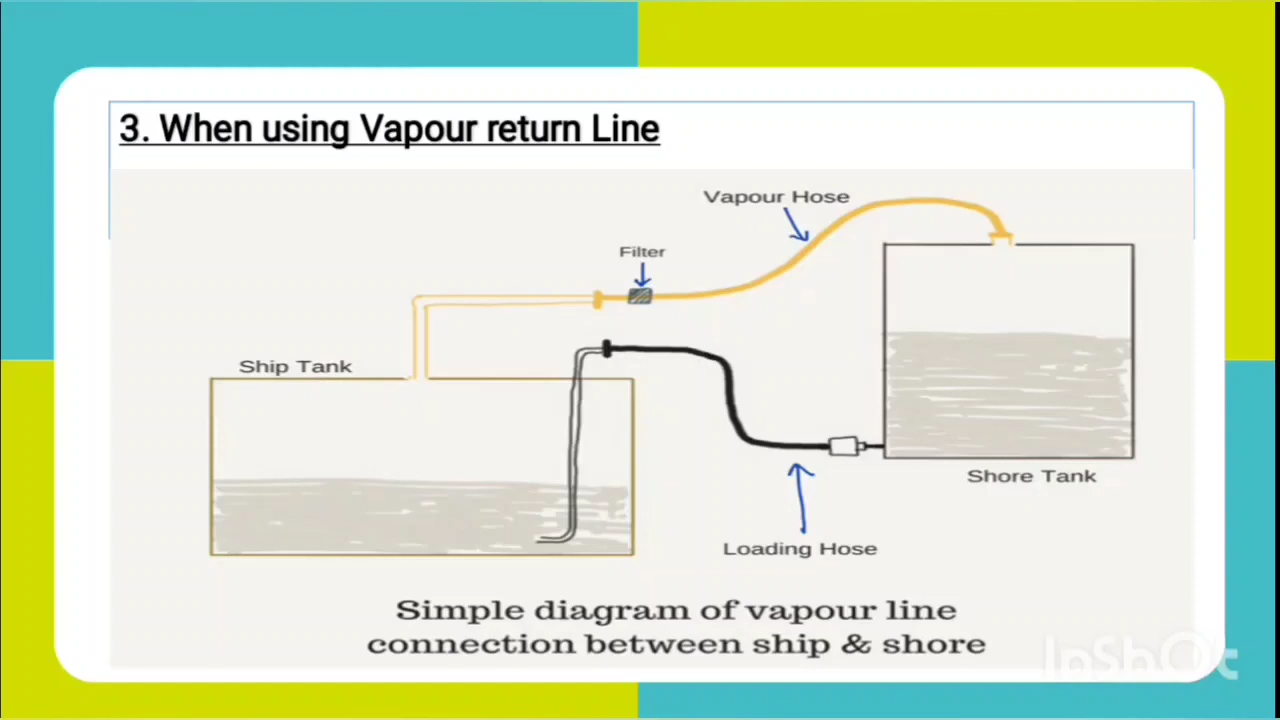 3. When using Vapour return Line
Vapour Hose
Filter
Ship Tank
Shore Tank
Loading Hose
Simple diagram of vapour line
connection between ship & shore
InShOt